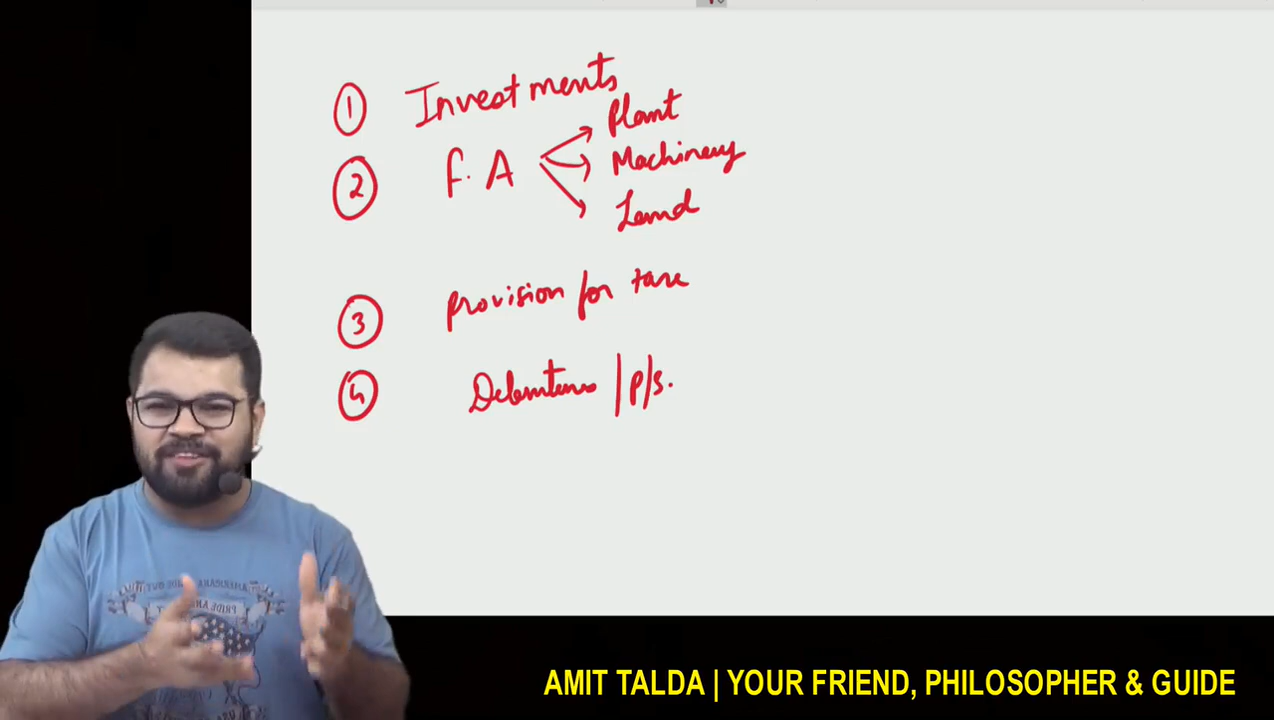 ① Investments
② F.A Plant
Machinery
Land
③ Provision for tax
④ Debentures / P/S.
AMIT TALDA | YOUR FRIEND, PHILOSOPHER & GUIDE